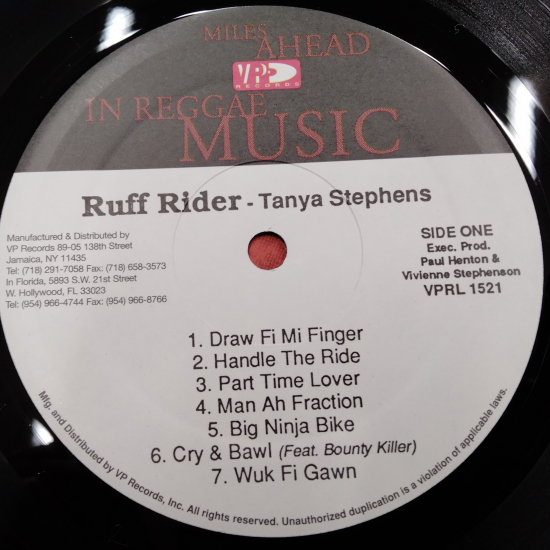 MILES
AHEAD
VP
RECORDS
IN REGGAE
MUSIC
Ruff Rider - Tanya Stephens
Manufactured & Distributed by
VP Records 89-05 138th Street
Jamaica, NY 11435
Tel: (718) 291-7058 Fax: (718) 658-3573
In Florida, 5893 S.W. 21st Street
W. Hollywood, FL 33023
Tel: (954) 966-4744 Fax: (954) 966-8766
SIDE ONE
Exec. Prod.
Paul Henton &
Vivienne Stephenson
VPRL 1521
1. Draw Fi Mi Finger
2. Handle The Ride
3. Part Time Lover
4. Man Ah Fraction
5. Big Ninja Bike
6. Cry & Bawl (Feat. Bounty Killer)
7. Wuk Fi Gawn
Mfg. and Distributed by VP Records, Inc. All rights reserved. Unauthorized duplication is a violation of applicable laws.